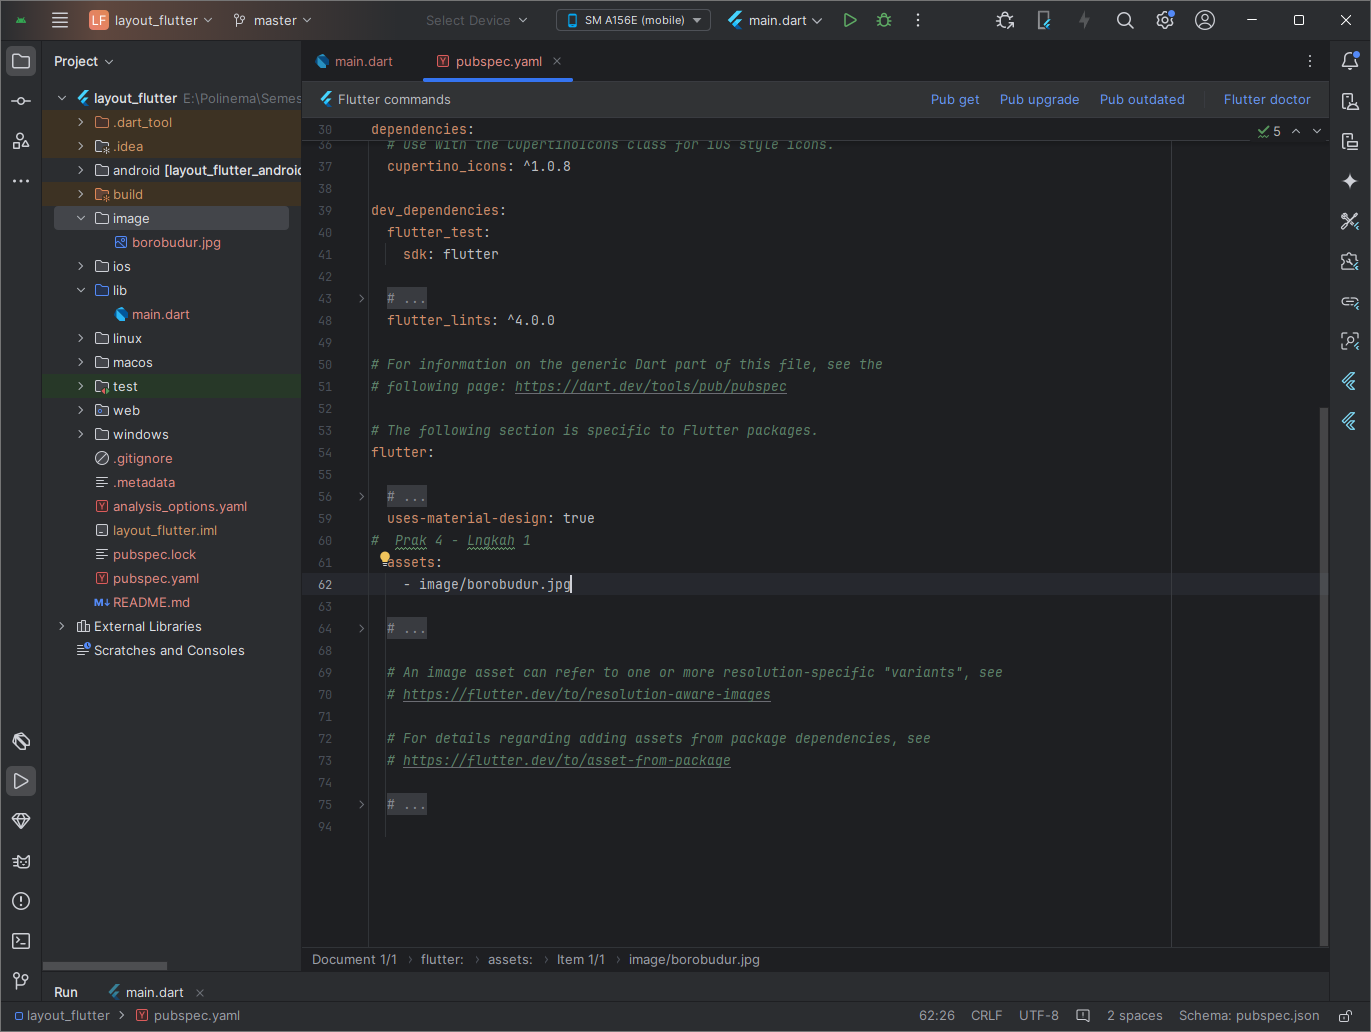 LF layout_flutter
master
Select Device
SM A156E (mobile)
main.dart
Project
main.dart
pubspec.yaml
Flutter commands
Pub get
Pub upgrade
Pub outdated
Flutter doctor
layout_flutter E:\Polinema\Semes
.dart_tool
.idea
android [layout_flutter_androi
build
image
borobudur.jpg
ios
lib
main.dart
linux
macos
test
web
windows
.gitignore
.metadata
analysis_options.yaml
layout_flutter.iml
pubspec.lock
pubspec.yaml
README.md
External Libraries
Scratches and Consoles
5
30 dependencies:
36 # Use with the CupertinoIcons class for iOS style icons.
37 cupertino_icons: ^1.0.8
38
39 dev_dependencies:
40 flutter_test:
41 sdk: flutter
42
43 # ...
48 flutter_lints: ^4.0.0
49
50 # For information on the generic Dart part of this file, see the
51 # following page: https://dart.dev/tools/pub/pubspec
52
53 # The following section is specific to Flutter packages.
54 flutter:
55
56 # ...
59 uses-material-design: true
60 # Prak 4 - Lngkah 1
61 assets:
62 - image/borobudur.jpg
63
64 # ...
68
69 # An image asset can refer to one or more resolution-specific "variants", see
70 # https://flutter.dev/to/resolution-aware-images
71
72 # For details regarding adding assets from package dependencies, see
73 # https://flutter.dev/to/asset-from-package
74
75 # ...
94
Document 1/1 › flutter: › assets: › Item 1/1 › image/borobudur.jpg
Run
main.dart
layout_flutter > pubspec.yaml
62:26 CRLF UTF-8 2 spaces Schema: pubspec.json